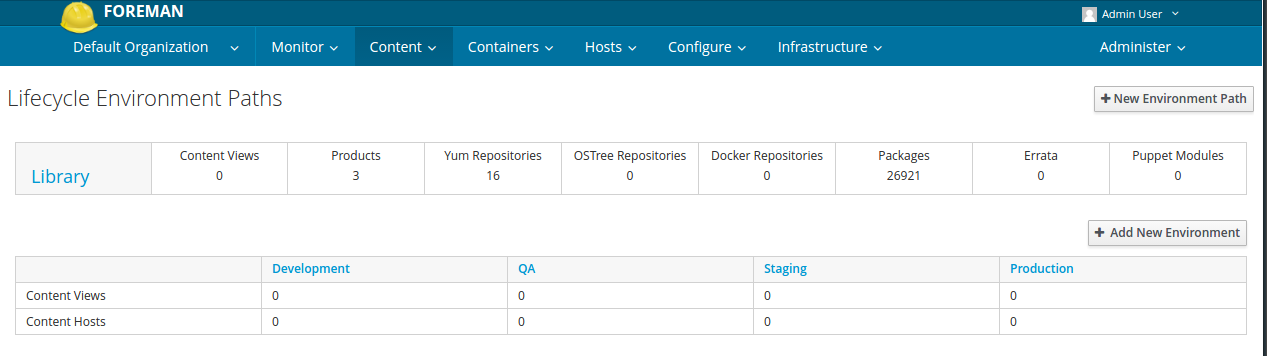 FOREMAN
Admin User
Default Organization Monitor Content Containers Hosts Configure Infrastructure Administer
Lifecycle Environment Paths
+ New Environment Path
Content Views Products Yum Repositories OSTree Repositories Docker Repositories Packages Errata Puppet Modules
Library 0 3 16 0 0 26921 0 0
+ Add New Environment
Development QA Staging Production
Content Views 0 0 0 0
Content Hosts 0 0 0 0